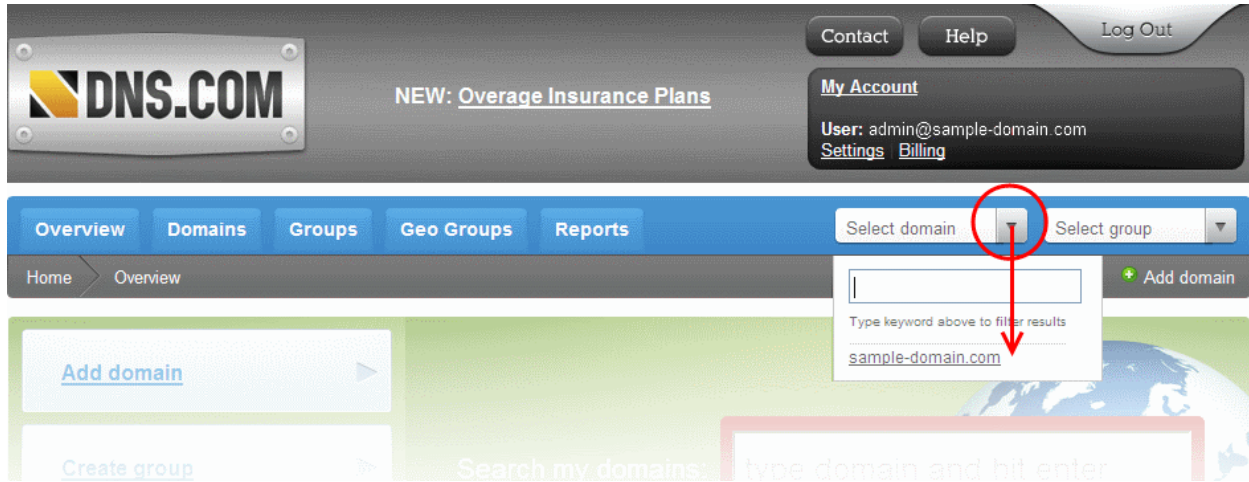 Contact
Help
Log Out
DNS.COM
NEW: Overage Insurance Plans
My Account
User: admin@sample-domain.com
Settings | Billing
Overview
Domains
Groups
Geo Groups
Reports
Select domain
Select group
Home
Overview
Add domain
Type keyword above to filter results
sample-domain.com
Add domain
Create group
Search my domains:
type domain and hit enter